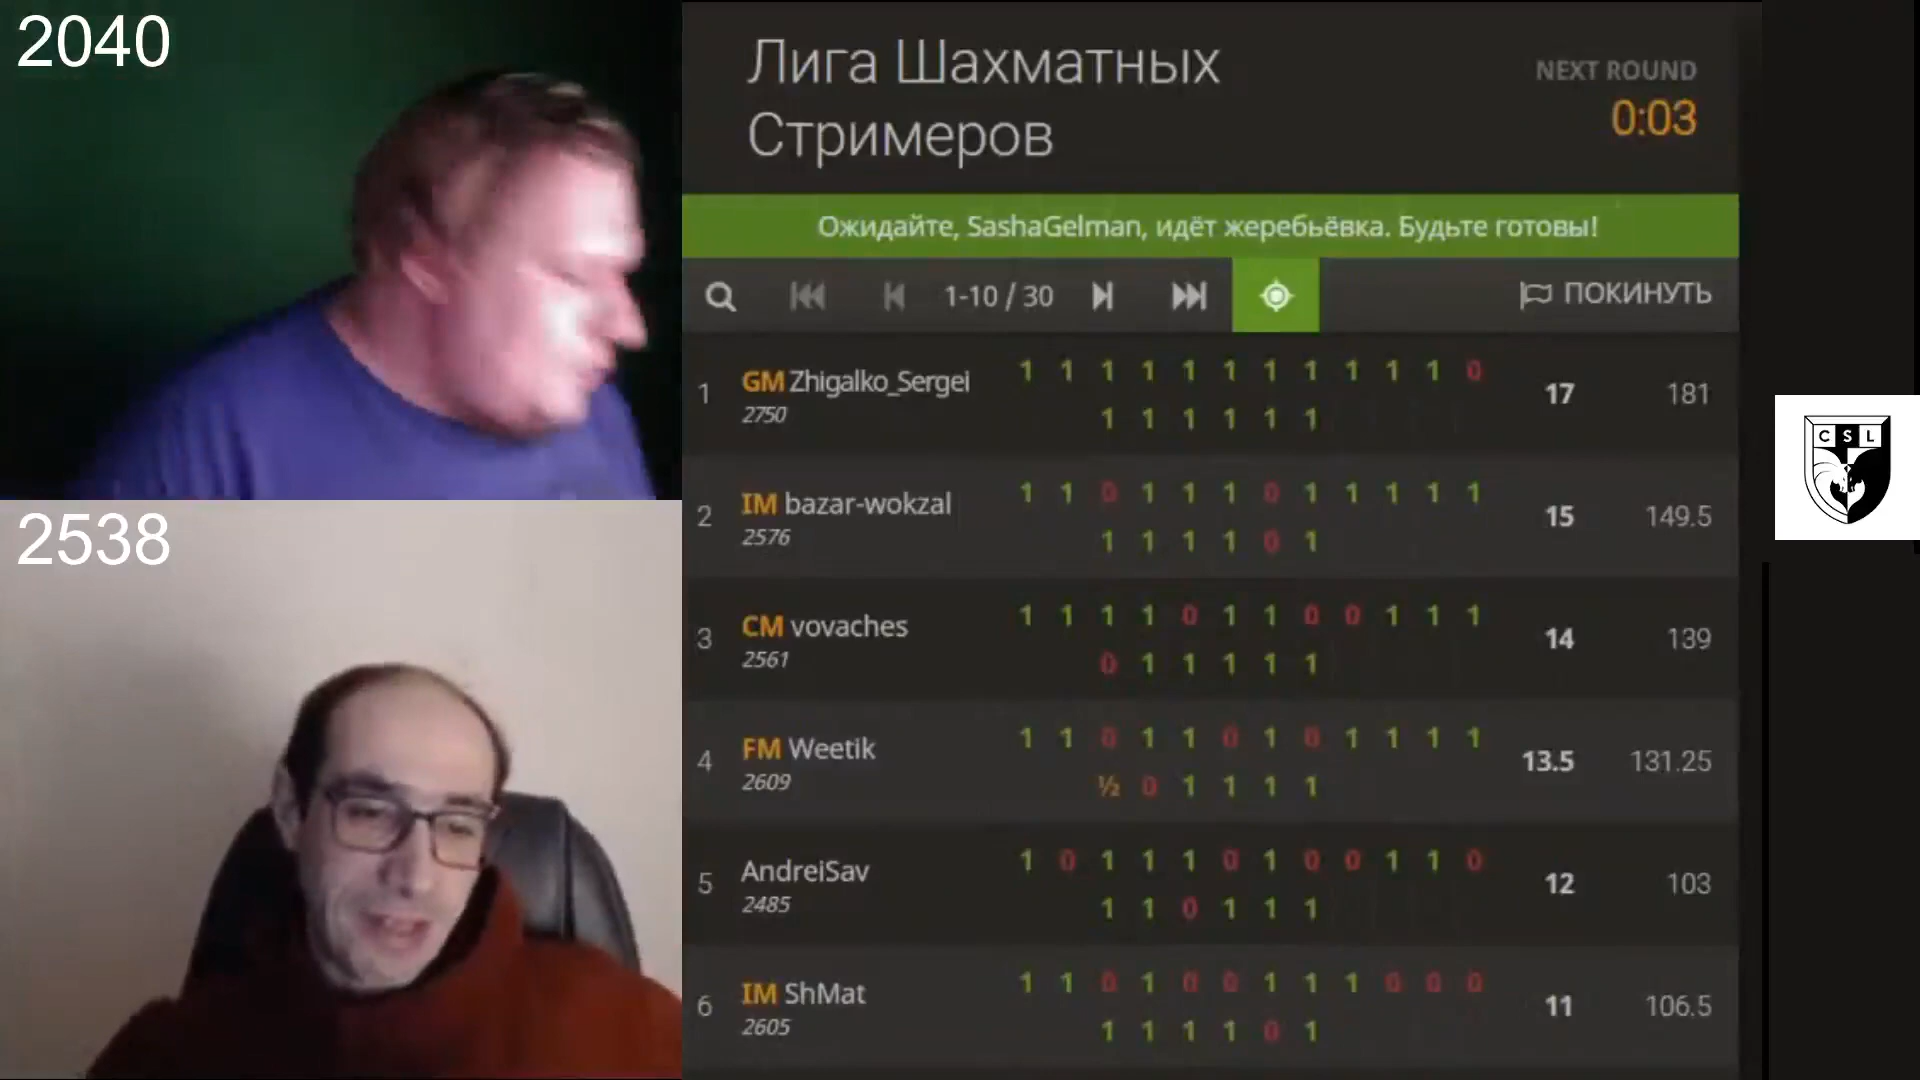 2040
2538
Лига Шахматных
Стримеров
NEXT ROUND
0:03
Ожидайте, SashaGelman, идёт жеребьёвка. Будьте готовы!
1-10 / 30
ПОКИНУТЬ
1 GM Zhigalko_Sergei 1 1 1 1 1 1 1 1 1 1 1 0 17 181
2750 1 1 1 1 1 1
2 IM bazar-wokzal 1 1 0 1 1 1 0 1 1 1 1 1 15 149.5
2576 1 1 1 1 0 1
3 CM vovaches 1 1 1 1 0 1 1 0 0 1 1 1 14 139
2561 0 1 1 1 1 1
4 FM Weetik 1 1 0 1 1 0 1 0 1 1 1 1 13.5 131.25
2609 ½ 0 1 1 1 1
5 AndreiSav 1 0 1 1 1 0 1 0 0 1 1 0 12 103
2485 1 1 0 1 1 1
6 IM ShMat 1 1 0 1 0 0 1 1 1 0 0 0 11 106.5
2605 1 1 1 1 0 1
C S L